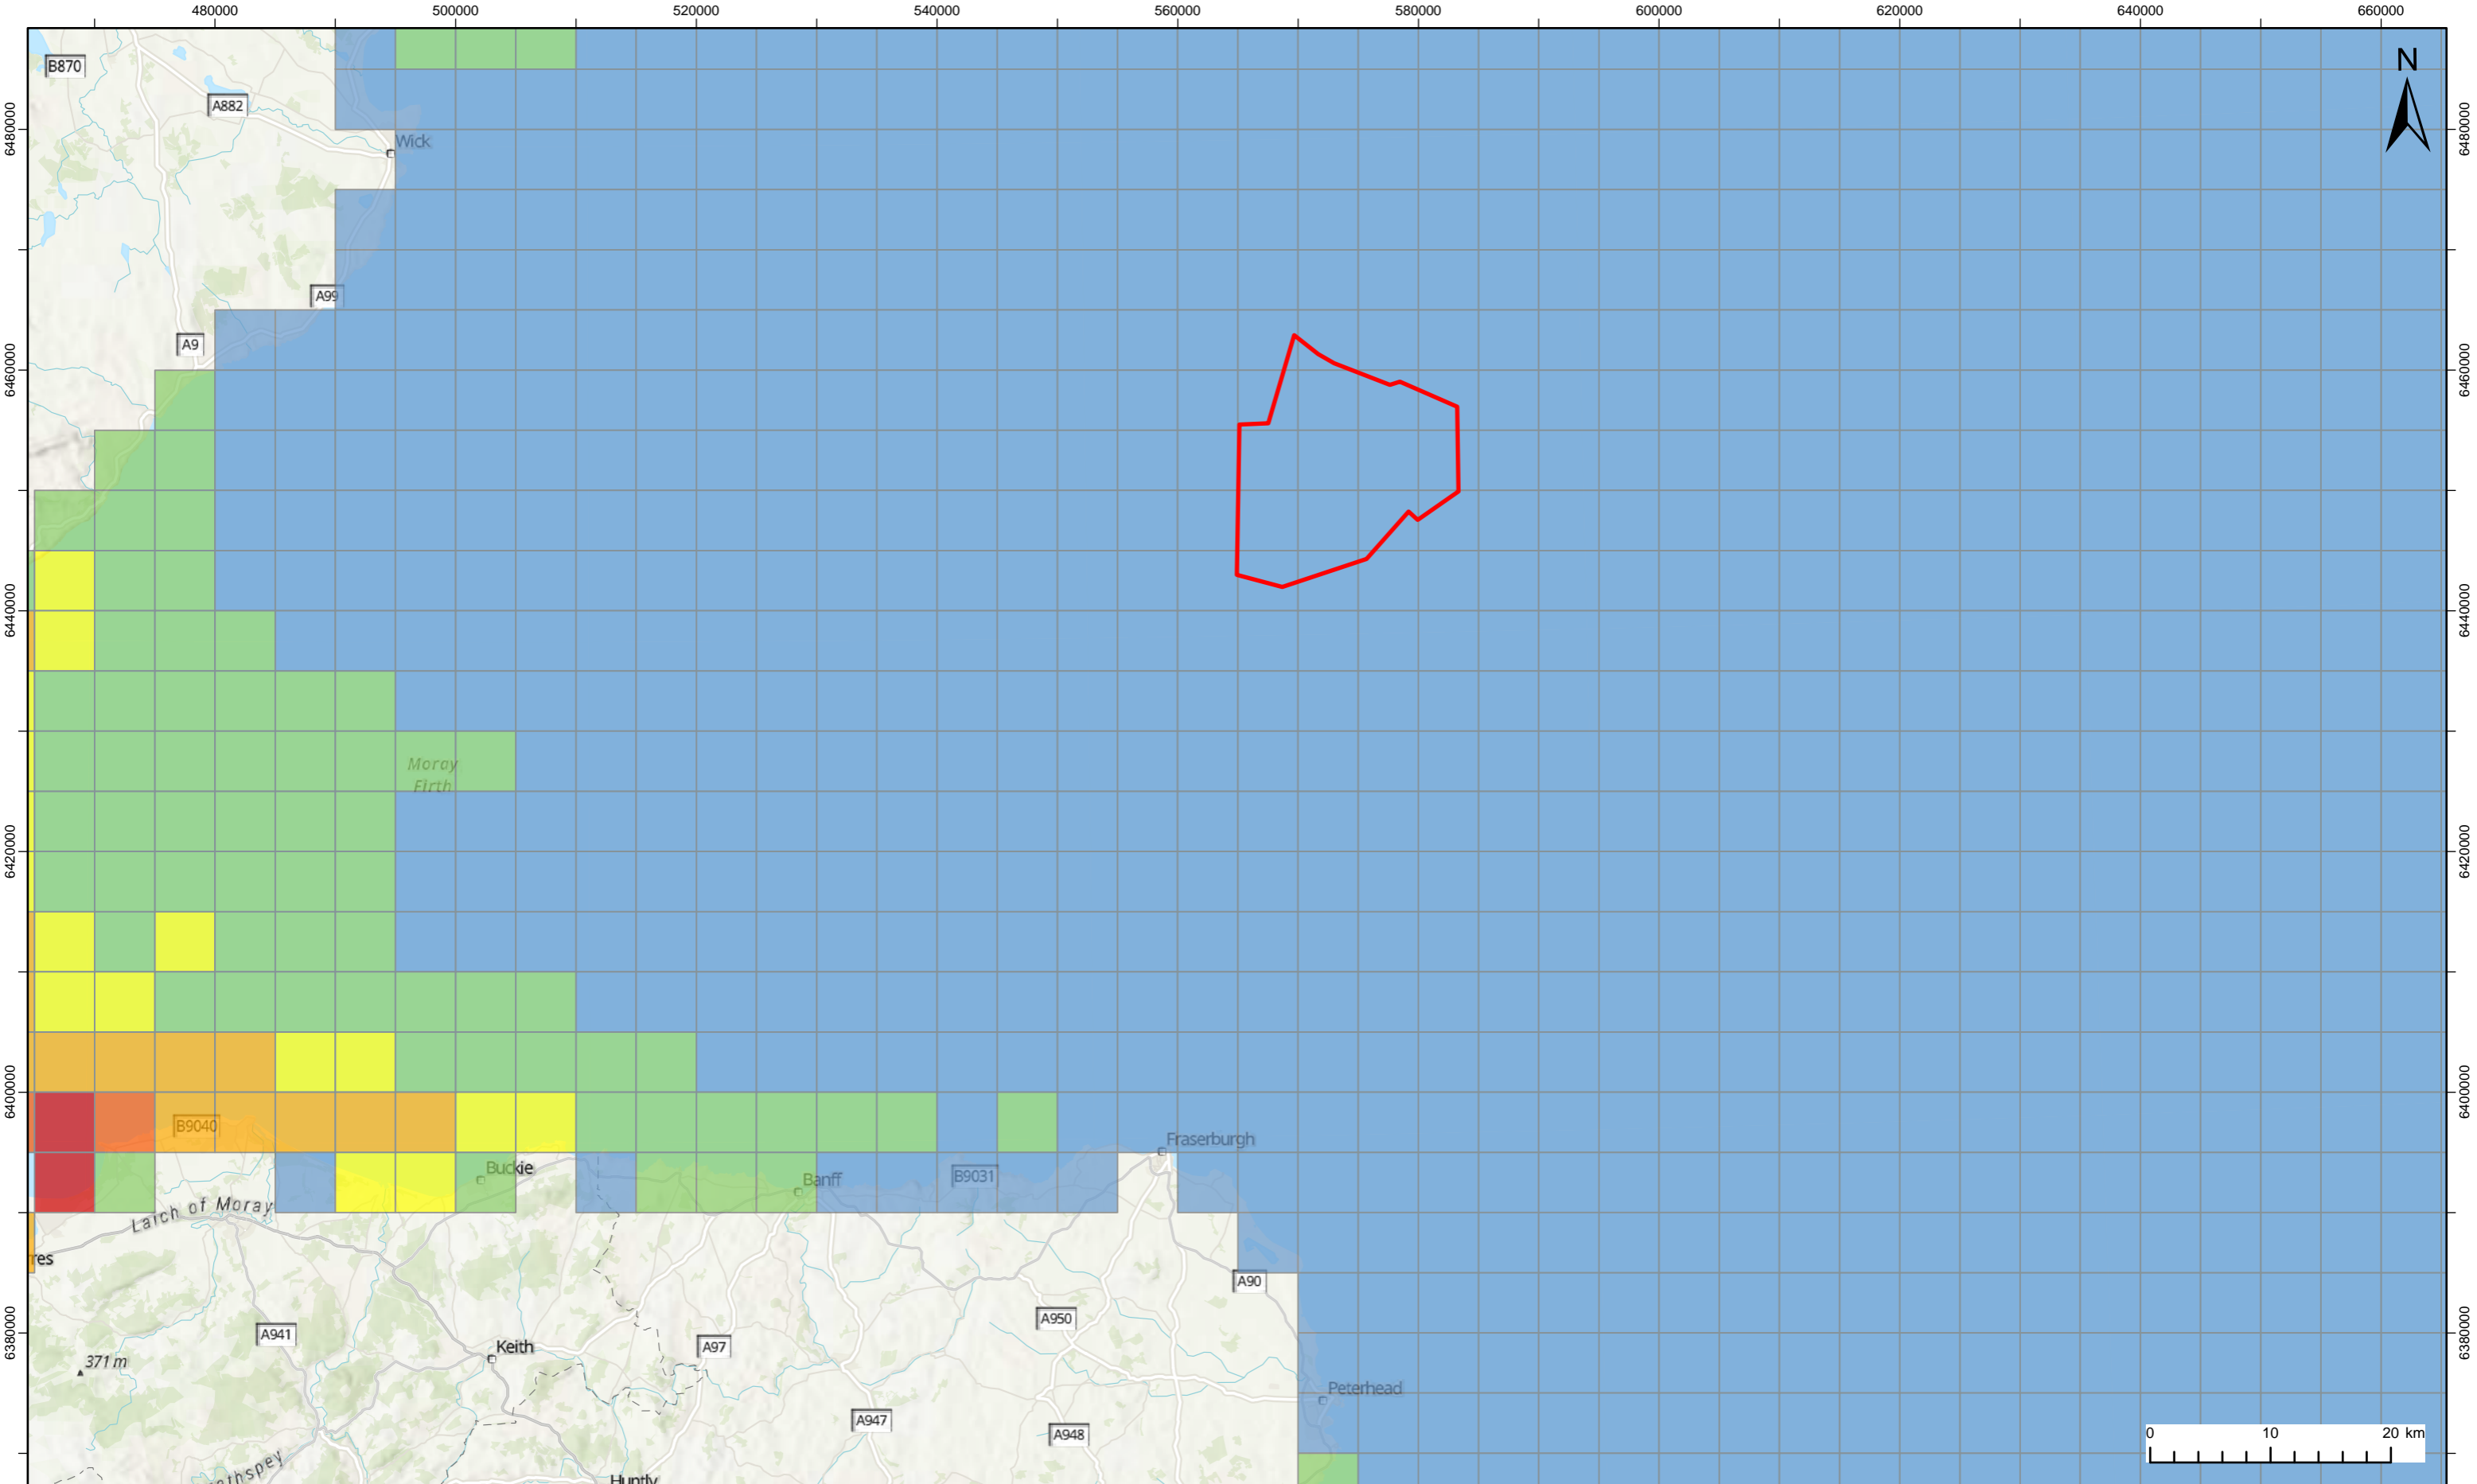 480000 500000 520000 540000 560000 580000 600000 620000 640000 660000
N
B870
A882
6480000
6480000
Wick
A99
A9
6460000
6460000
6440000
6440000
Moray
Firth
6420000
6420000
6400000
6400000
B9040
Fraserburgh
Buckie
Banff
B9031
Laich of Moray
res
A90
A950
6380000
6380000
A941
Keith
A97
371 m
Peterhead
A947
A948
0 10 20 km
thspey
Huntly